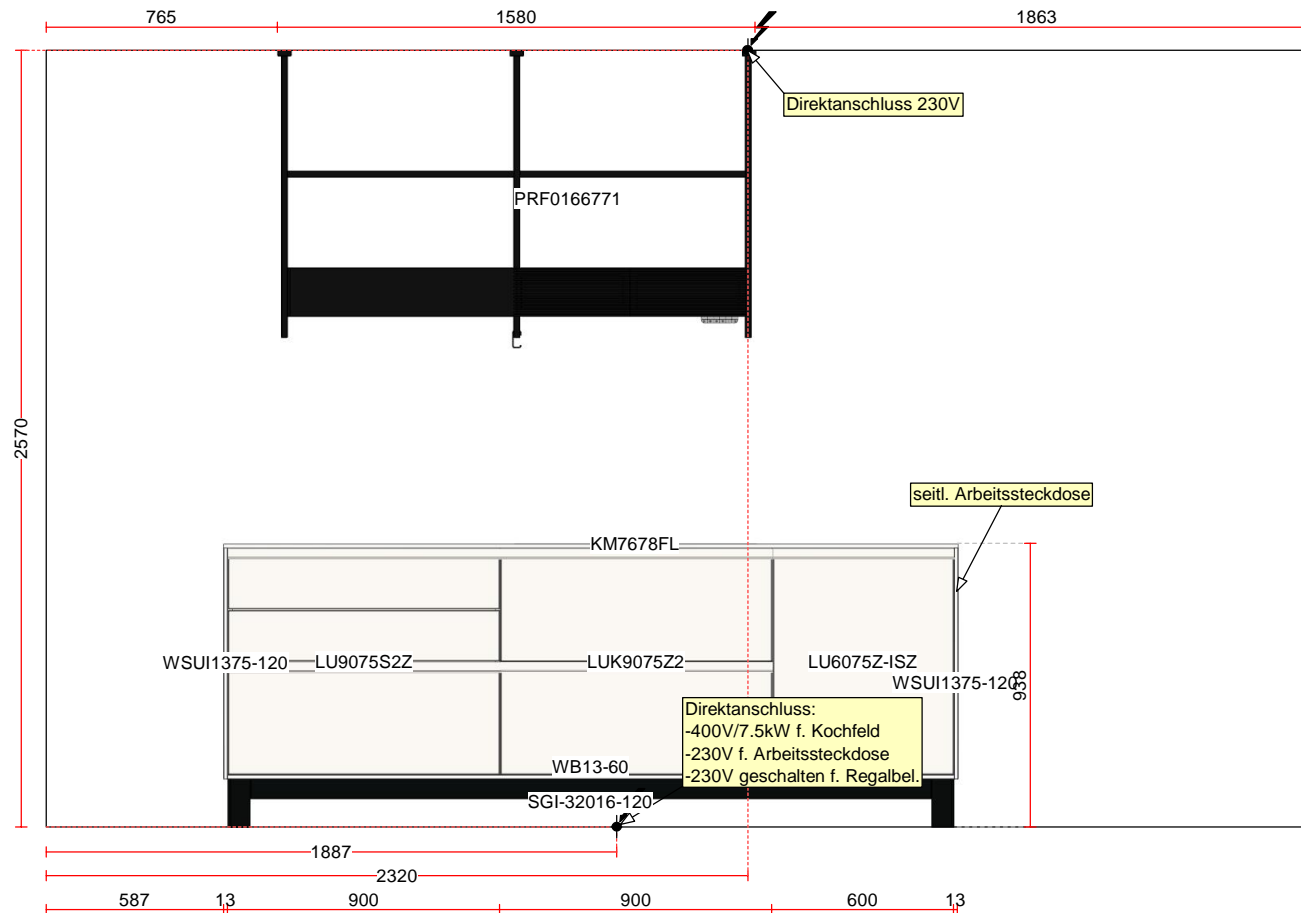 765
1580
1863
Direktanschluss 230V
PRF0166771
2570
seitl. Arbeitssteckdose
KM7678FL
WSUI1375-120
LU9075S2Z
LUK9075Z2
LU6075Z-ISZ
WSUI1375-120
938
Direktanschluss:
-400V/7.5kW f. Kochfeld
-230V f. Arbeitssteckdose
-230V geschalten f. Regalbel.
WB13-60
SGI-32016-120
1887
2320
587
13
900
900
600
13